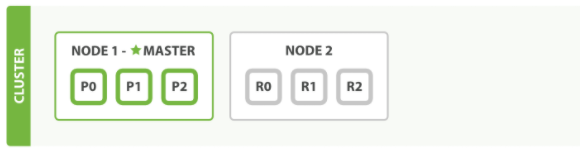 CLUSTER
NODE 1 - ★ MASTER
P0 P1 P2
NODE 2
R0 R1 R2